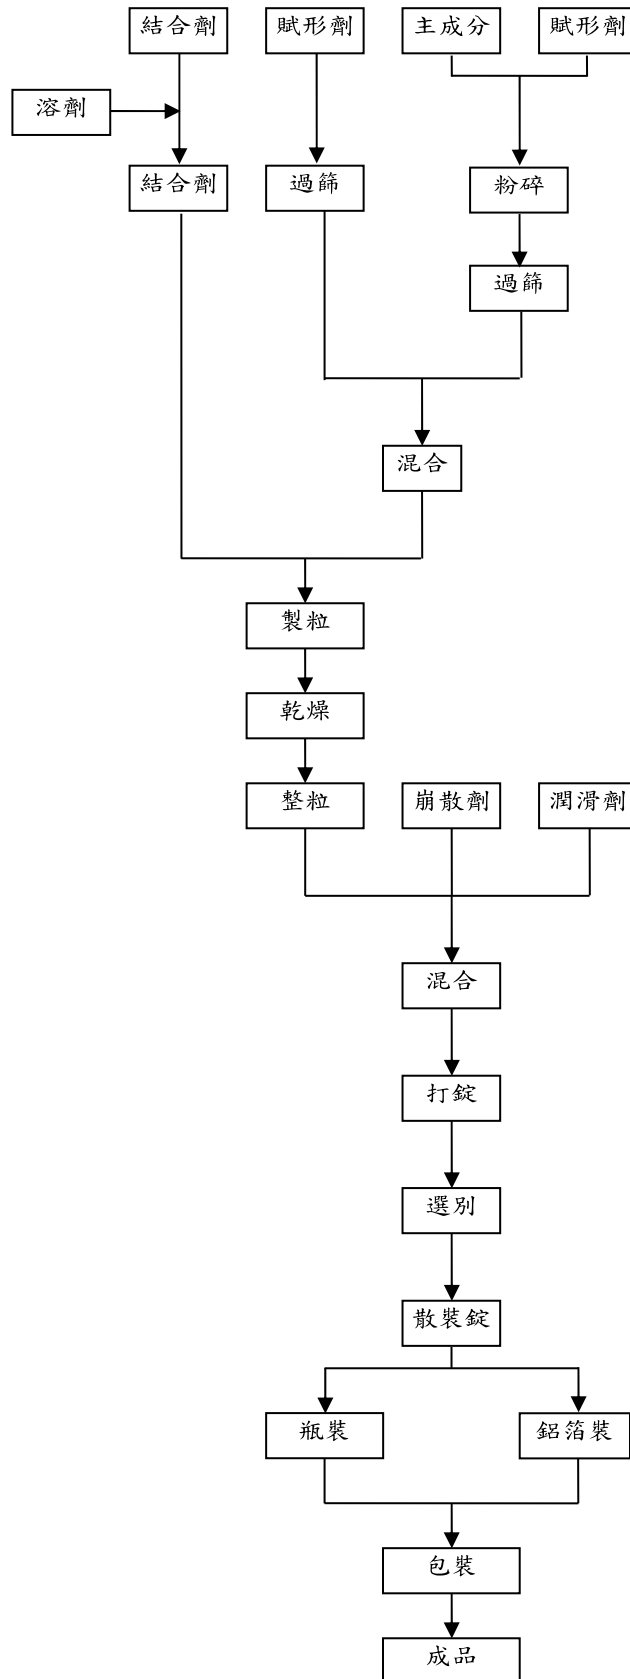 結合劑
賦形劑
主成分
賦形劑
溶劑
結合劑
過篩
粉碎
過篩
混合
製粒
乾燥
整粒
崩散劑
潤滑劑
混合
打錠
選別
散裝錠
瓶裝
鋁箔裝
包裝
成品